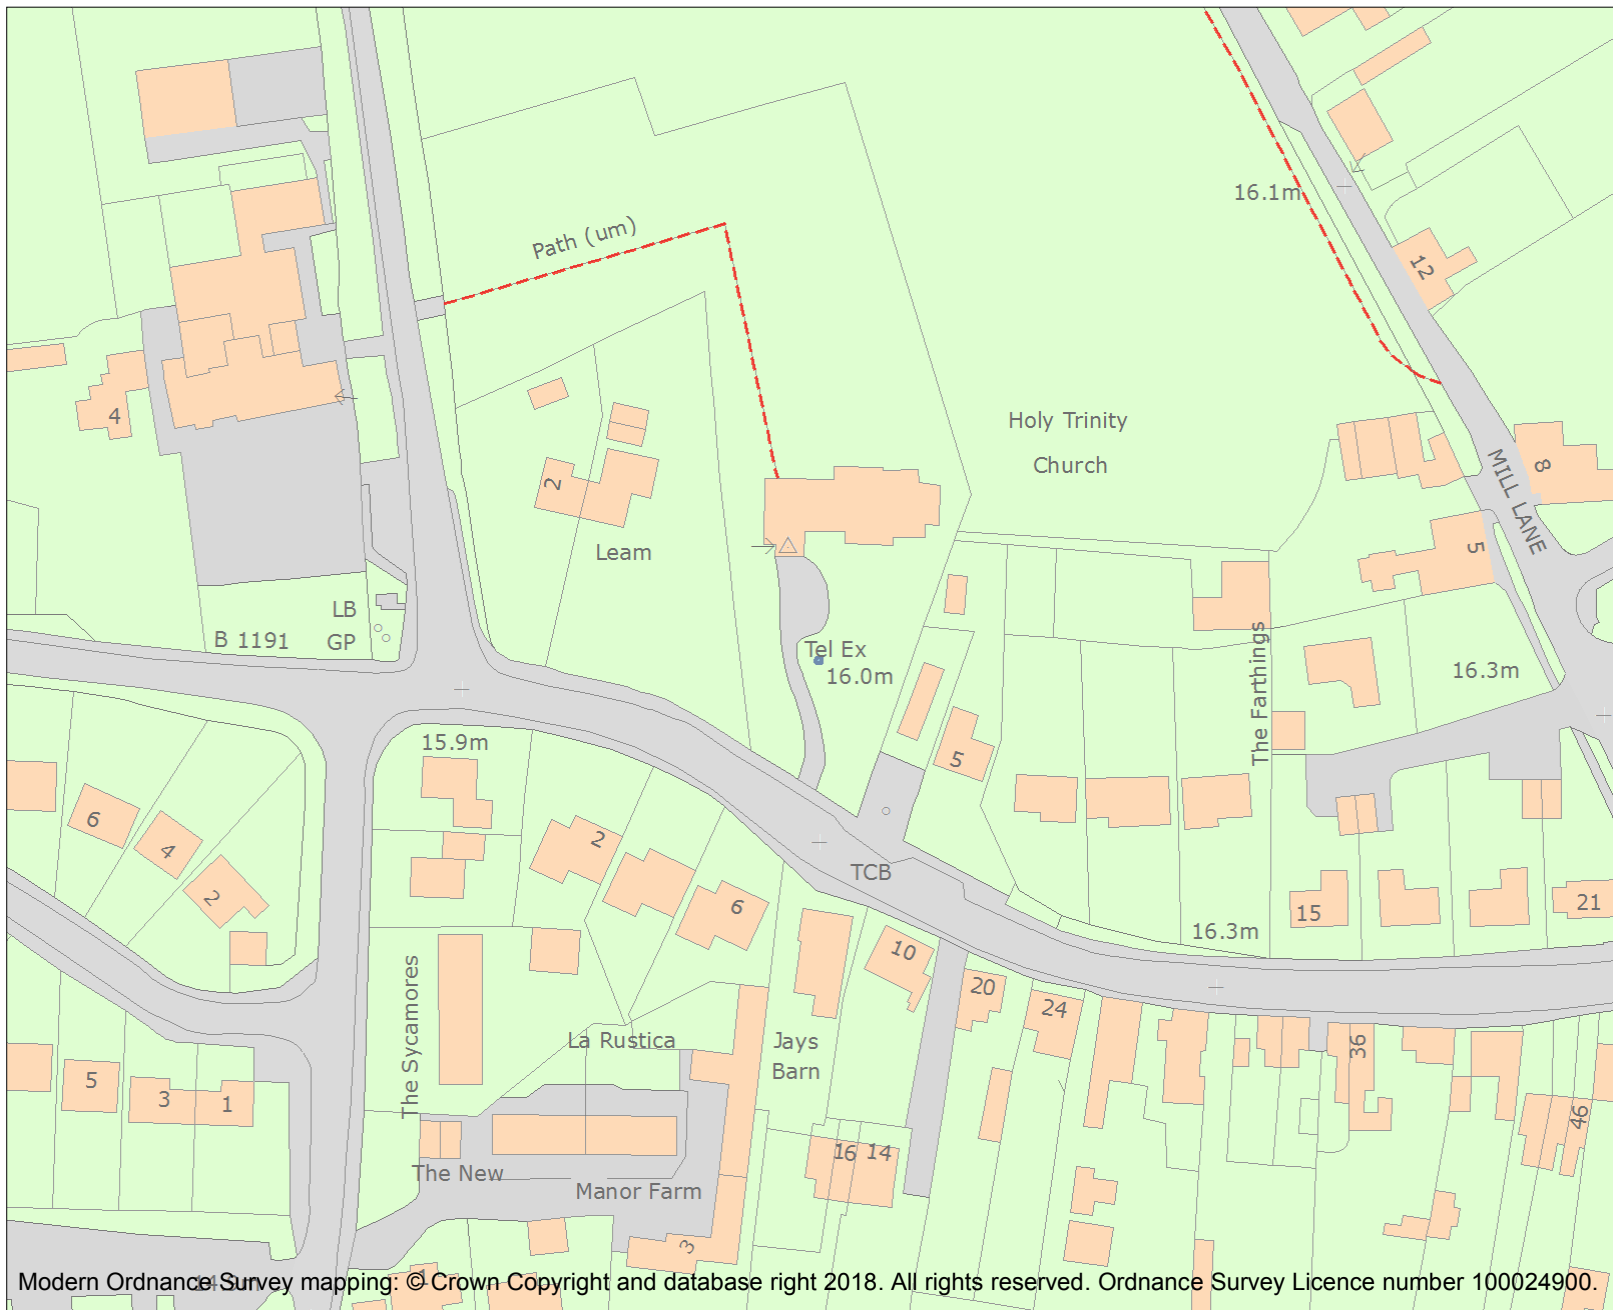 Path (um)
16.1m
12
4
Holy Trinity
Church
2
MILL LANE
8
Leam
5
LB
B 1191
GP
Tel Ex
16.0m
The Farthings
16.3m
15.9m
5
6
4
2
2
TCB
6
15
21
16.3m
10
20
24
The Sycamores
La Rustica
Jays
Barn
36
5
3
1
46
16
14
The New
Manor Farm
3
1
Modern Ordnance Survey mapping: © Crown Copyright and database right 2018. All rights reserved. Ordnance Survey Licence number 100024900.